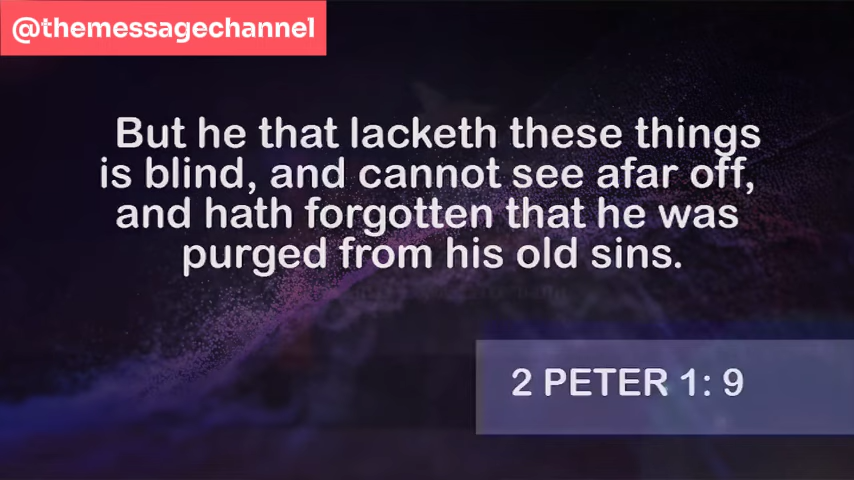 @themessagechannel
But he that lacketh these things
is blind, and cannot see afar off,
and hath forgotten that he was
purged from his old sins.
2 PETER 1: 9